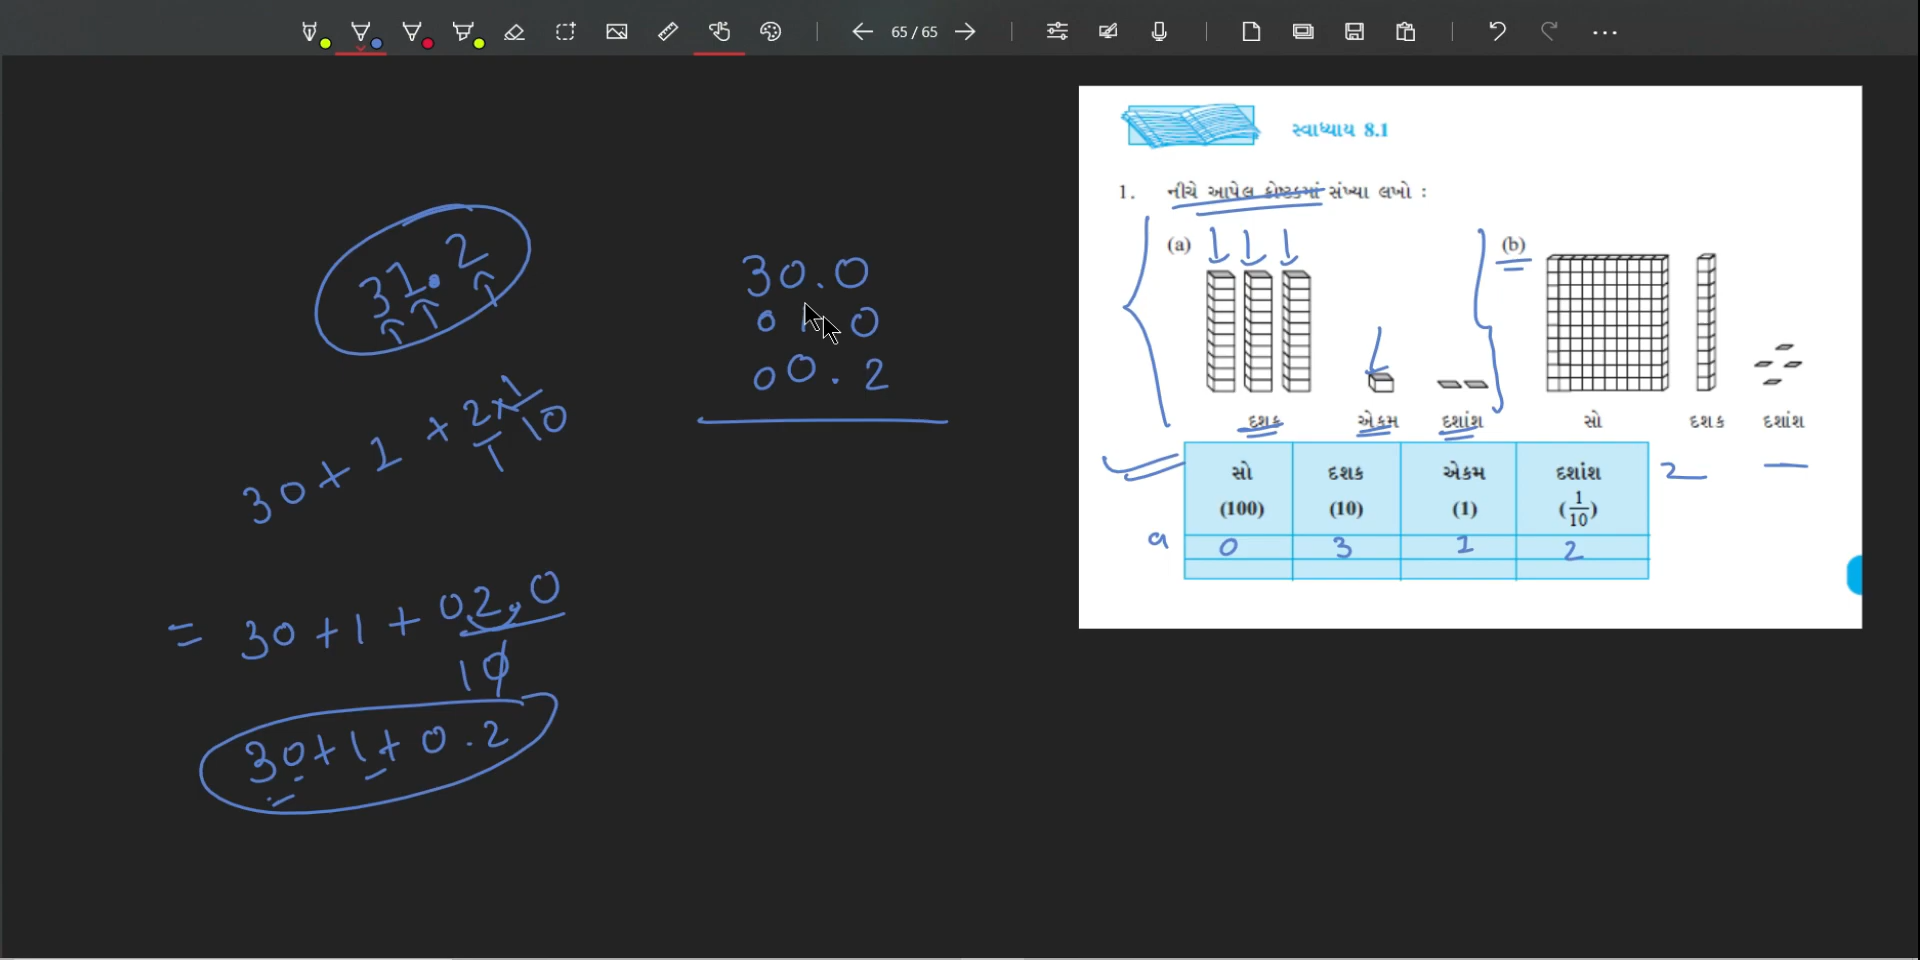 65/65
31.2
30 + 1 + 2/1 × 1/10
= 30 + 1 + 02.0/10
30 + 1 + 0.2
30.0
0 1 0
00.2
સ્વાધ્યાય 8.1
1. નીચે આપેલ કોષ્ટકમાં સંખ્યા લખો :
(a) (b)
દશક એકમ દશાંશ સો દશક દશાંશ
સો દશક એકમ દશાંશ
(100) (10) (1) (1/10)
a 0 3 1 2